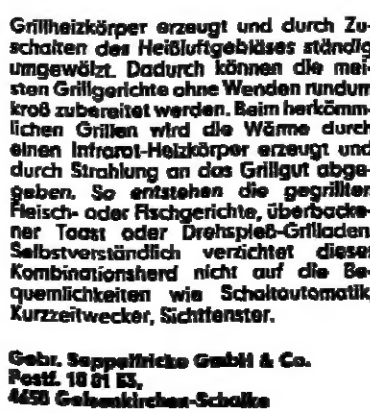 Grillheizkörper erzeugt und durch Zu-
schalten des Heißluftgebläses ständig
umgewälzt. Dadurch können die mei-
sten Grillgerichte ohne Wenden rundum
kroß zubereitet werden. Beim herkömm-
lichen Grillen wird die Wärme durch
einen Infrarot-Heizkörper erzeugt und
durch Strahlung an das Grillgut abge-
geben. So entstehen die gegrillten
Fleisch- oder Fischgerichte, überbacke-
ner Toast oder Drehspieß-Grilladen.
Selbstverständlich verzichtet dieser
Kombinationsherd nicht auf die Be-
quemlichkeiten wie Schaltautomatik,
Kurzzeitwecker, Sichtfenster.
Gebr. Seppelfricke GmbH & Co.
Postf. 10 01 53,
4650 Gelsenkirchen-Schalke